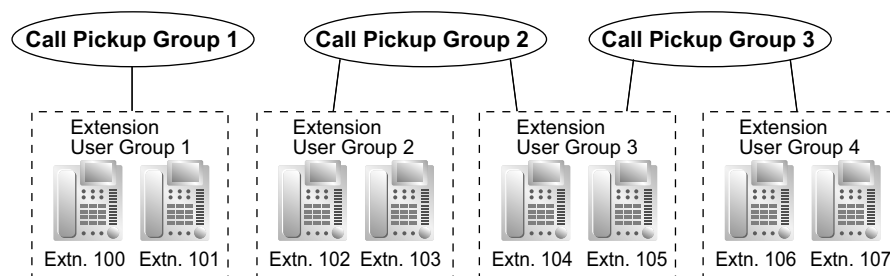 Call Pickup Group 1
Call Pickup Group 2
Call Pickup Group 3
Extension
User Group 1
Extension
User Group 2
Extension
User Group 3
Extension
User Group 4
Extn. 100 Extn. 101
Extn. 102 Extn. 103
Extn. 104 Extn. 105
Extn. 106 Extn. 107